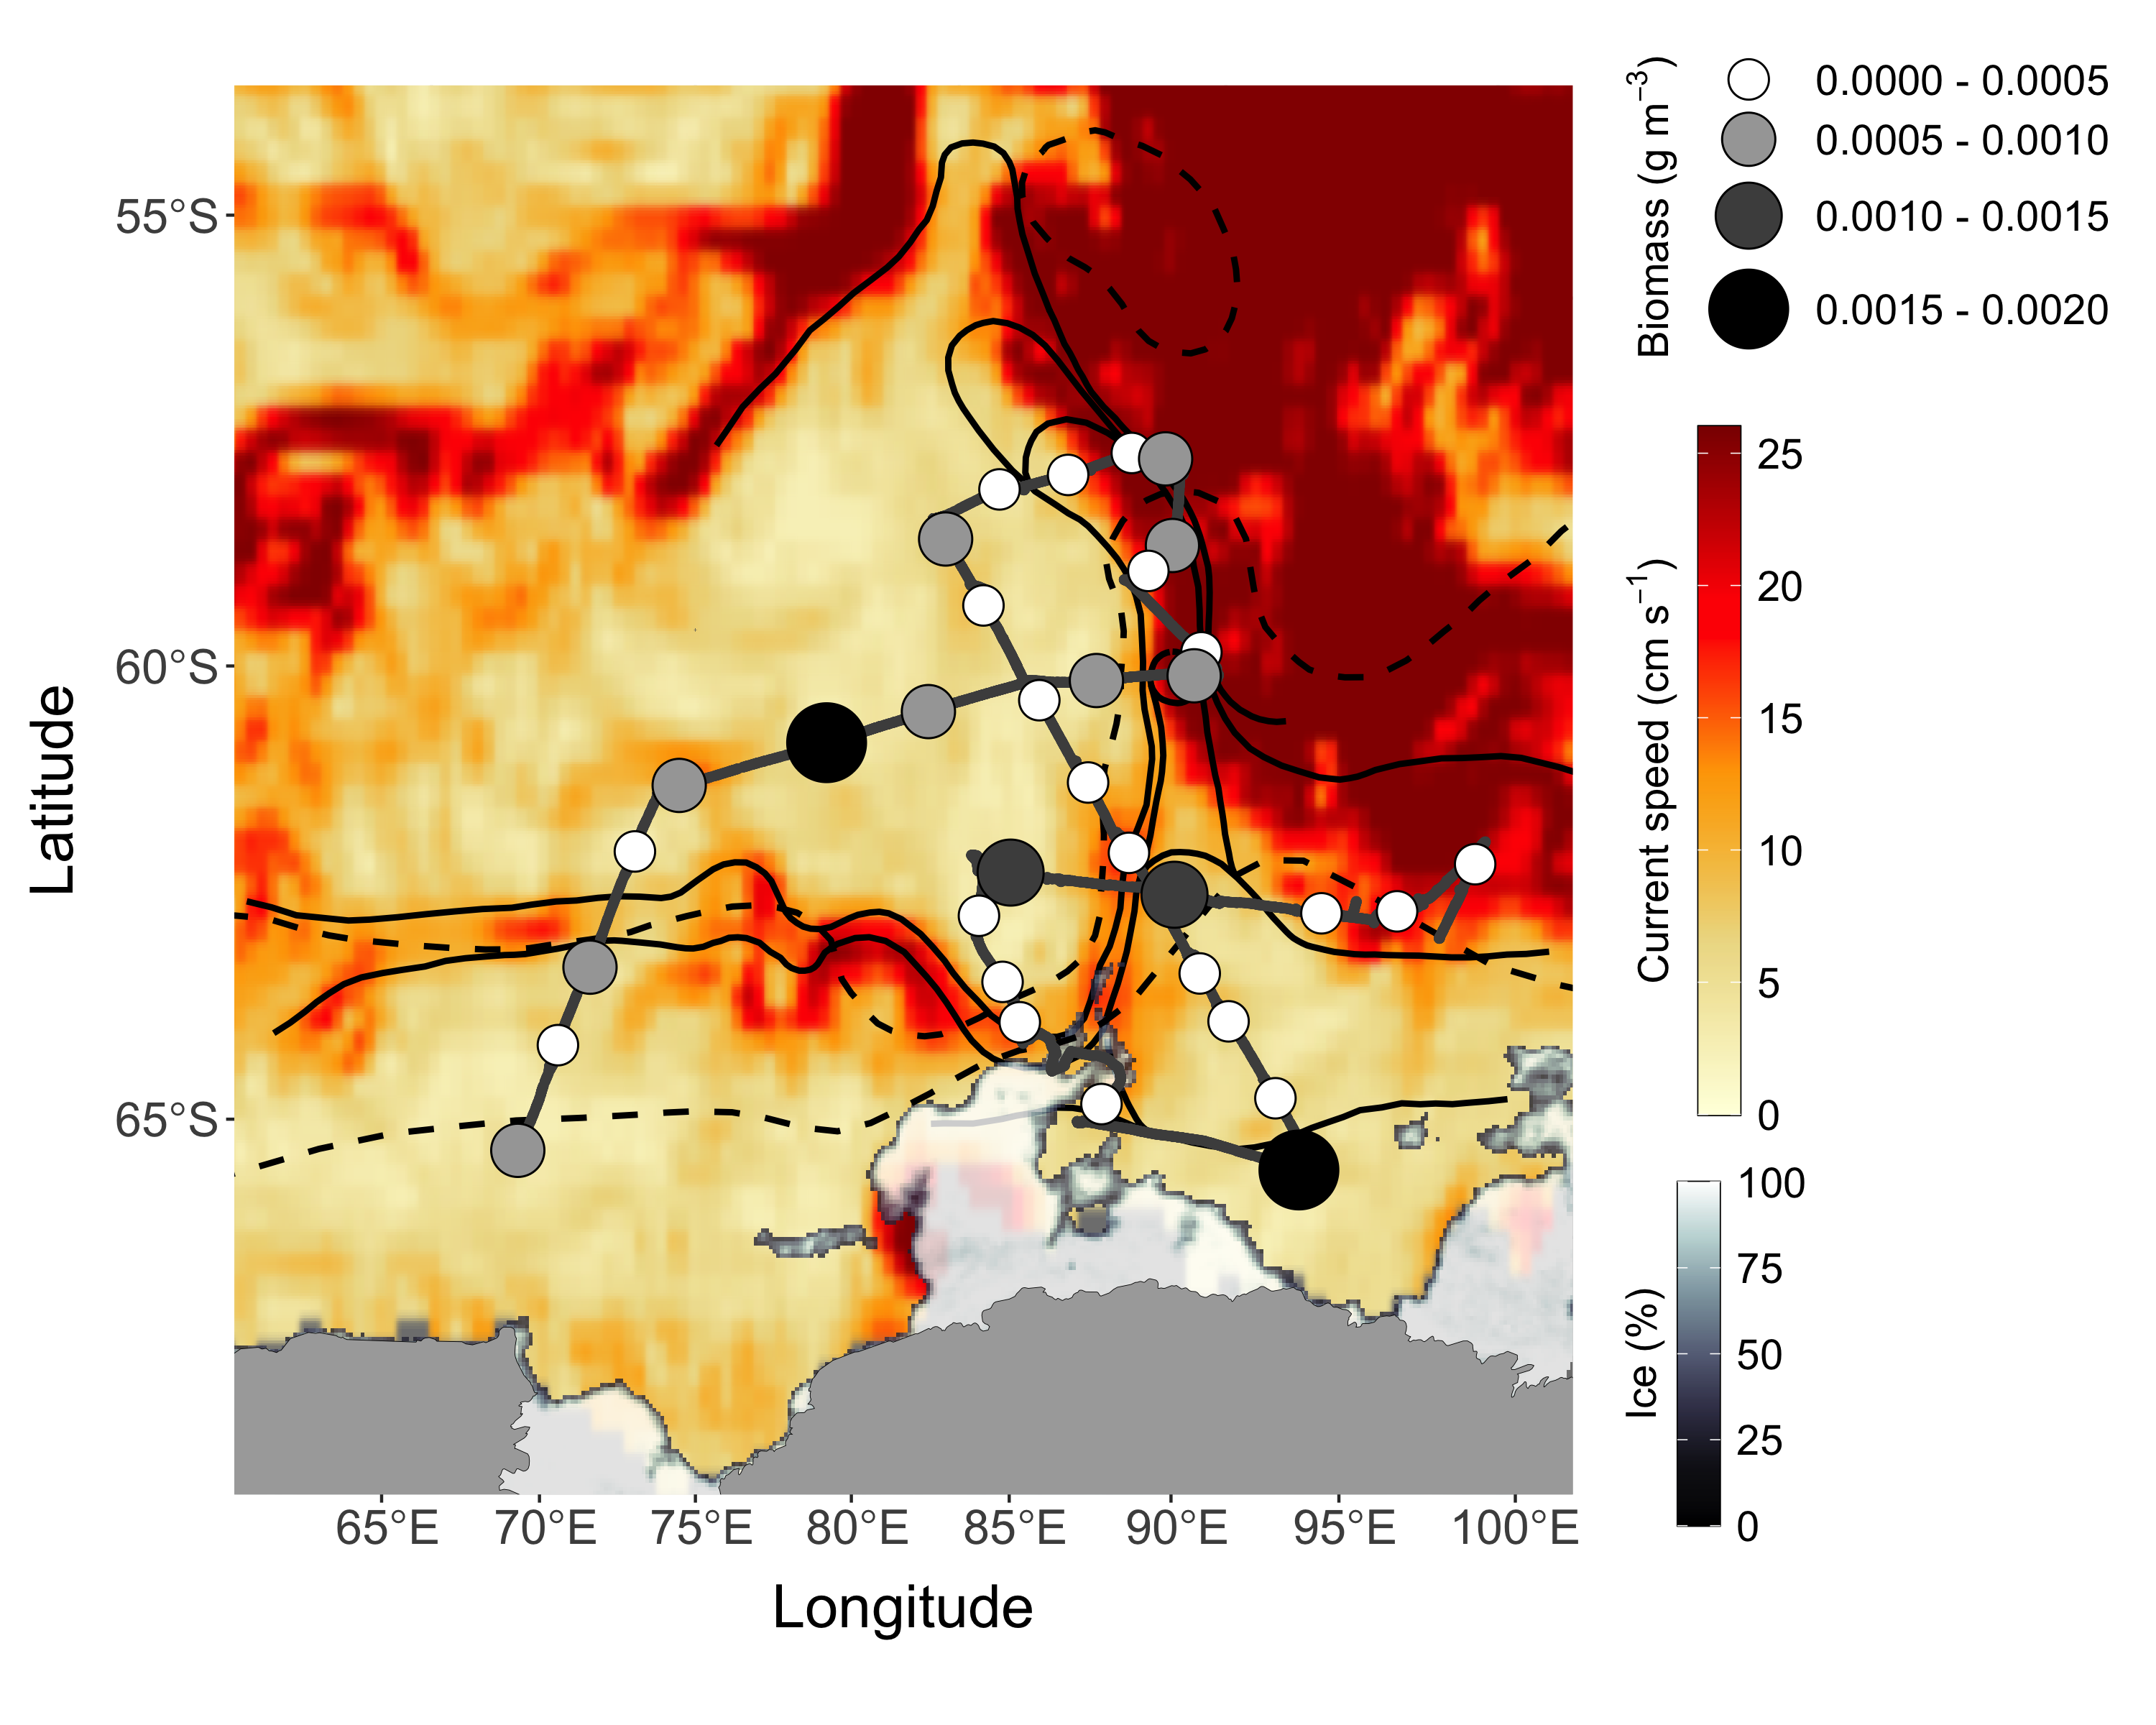 55°S
60°S
65°S
Latitude
65°E 70°E 75°E 80°E 85°E 90°E 95°E 100°E
Longitude
Biomass (g m⁻³)
0.0000 - 0.0005
0.0005 - 0.0010
0.0010 - 0.0015
0.0015 - 0.0020
Current speed (cm s⁻¹)
25
20
15
10
5
0
Ice (%)
100
75
50
25
0